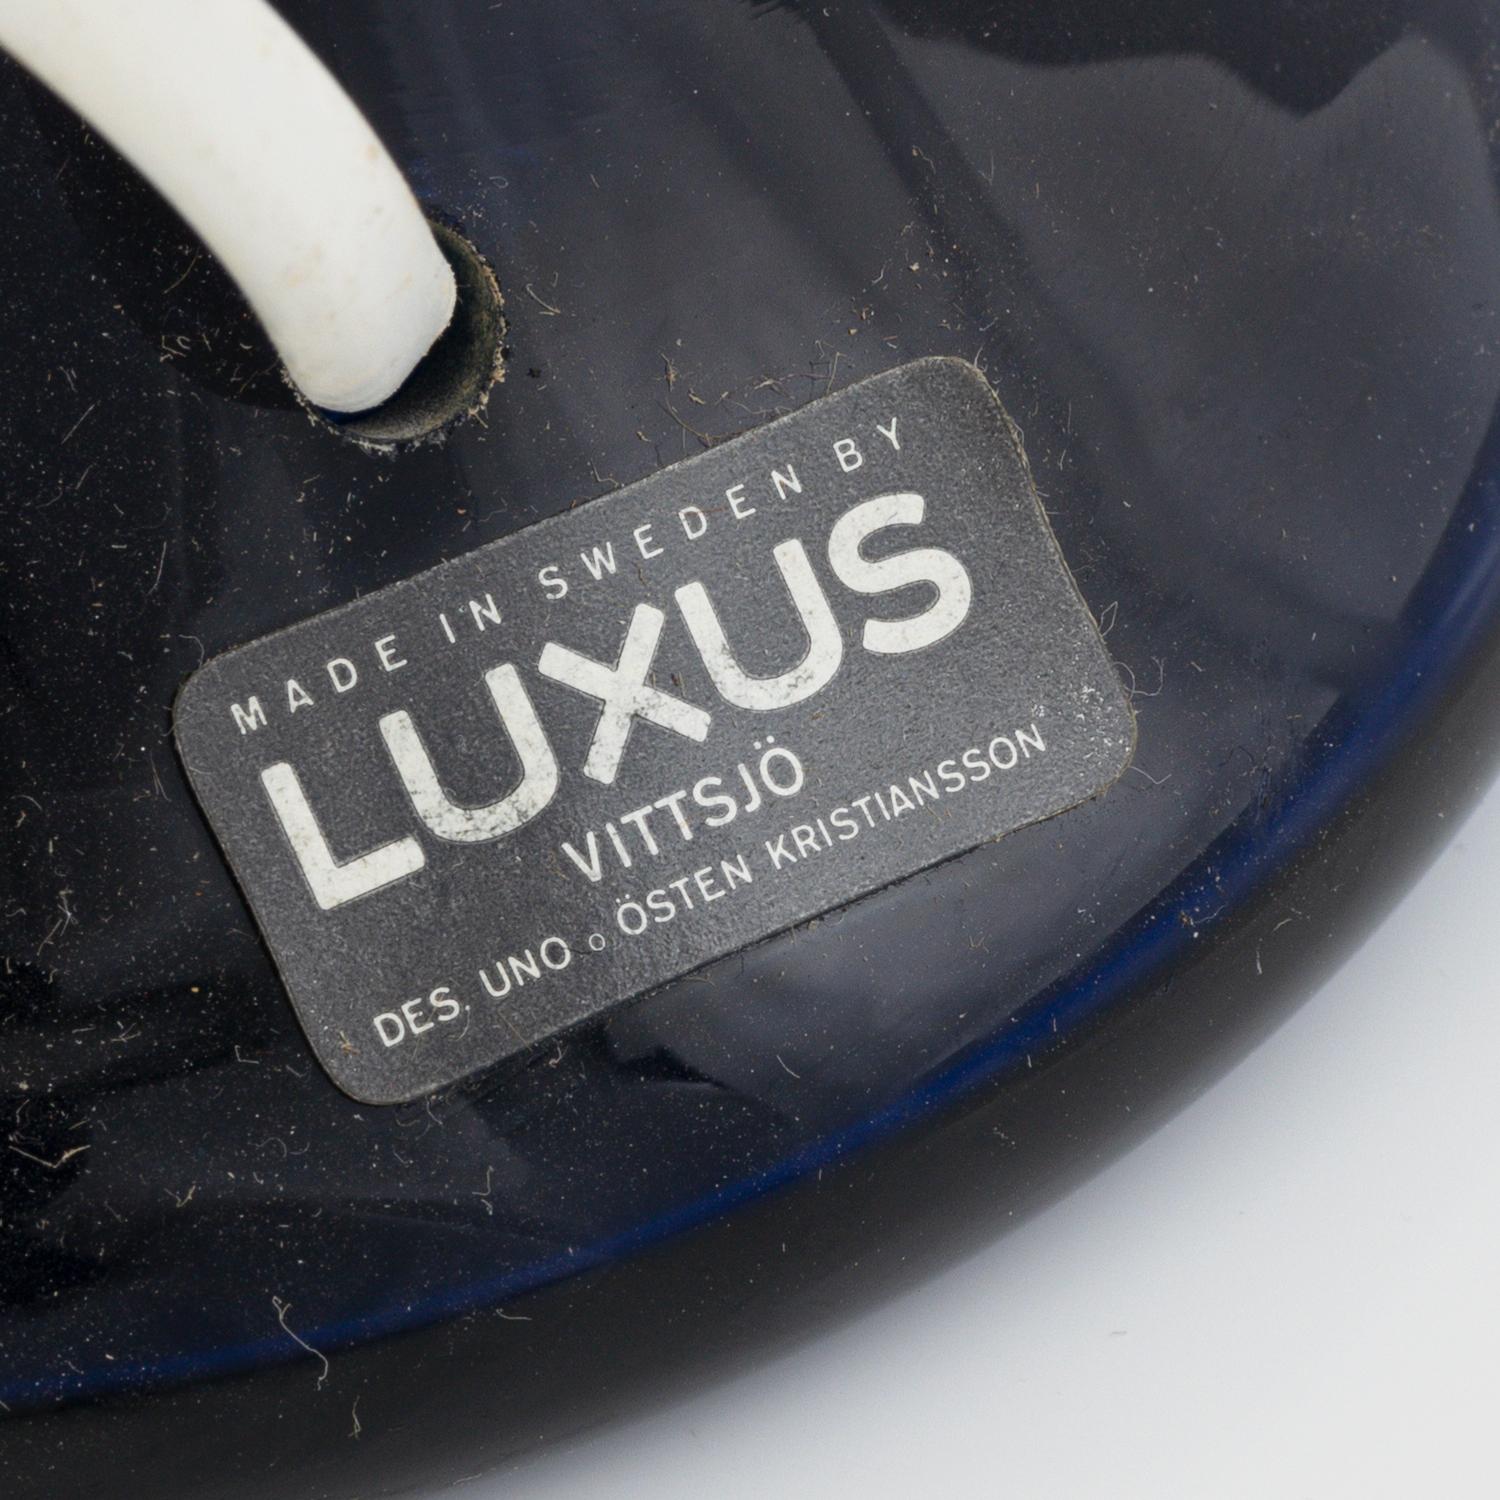 MADE IN SWEDEN BY
LUXUS
VITTSJÖ
DES. UNO o ÖSTEN KRISTIANSSON